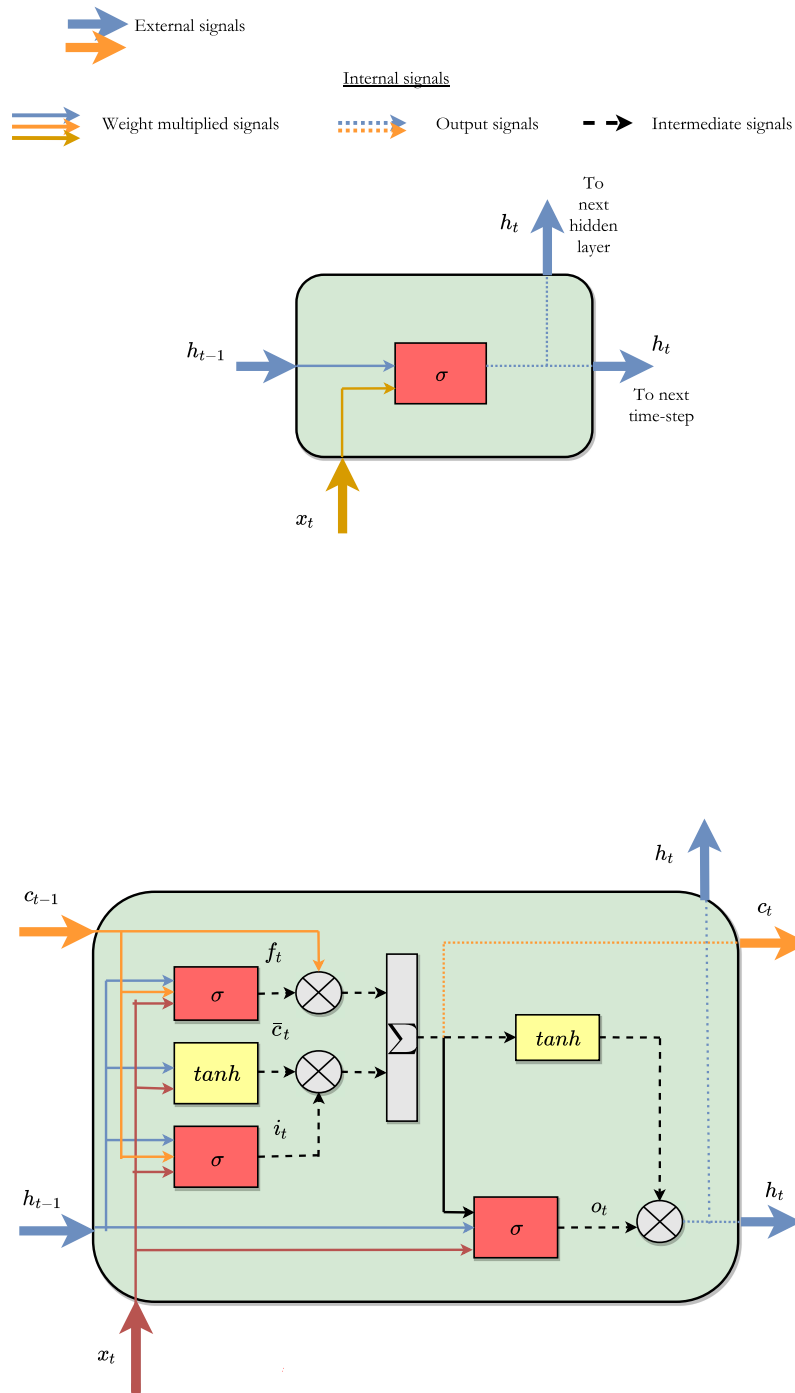 External signals
Internal signals
Weight multiplied signals
Output signals
Intermediate signals
To
next
hidden
layer
h_t
h_{t−1}
σ
h_t
To next
time-step
x_t
h_t
c_{t−1}
c_t
f_t
σ
c̄_t
tanh
Σ
tanh
i_t
σ
h_{t−1}
o_t
h_t
σ
x_t